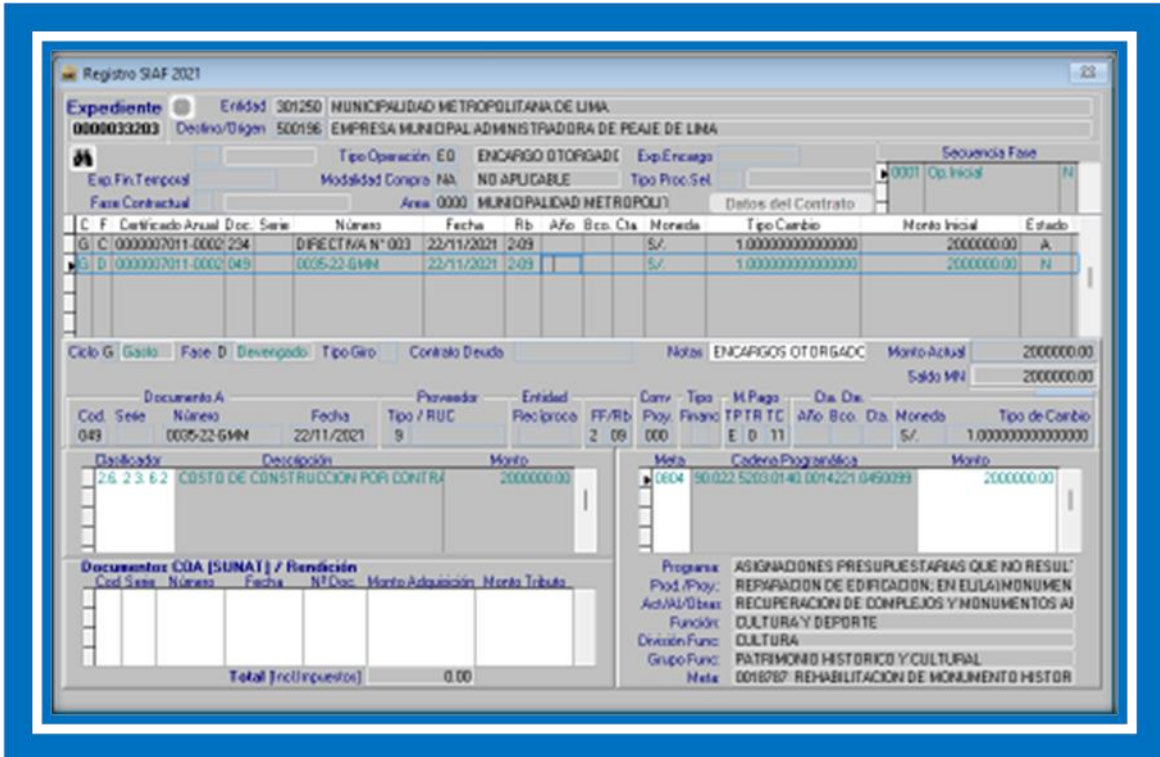 Registro SIAF 2021
Expediente Entidad 301250 MUNICIPALIDAD METROPOLITANA DE LIMA
0000033203 Destino/Origen 500196 EMPRESA MUNICIPAL ADMINISTRADORA DE PEAJE DE LIMA
Tipo Operación EO ENCARGO OTORGADO Exp.Encargo Secuencia Fase
Exp.Fin.Temporal Modalidad Compra NA NO APLICABLE Tipo Proc.Sel. 0001 Op.Inicial N
Fase Contractual Area 0000 MUNICIPALIDAD METROPOLIT Datos del Contrato
C F Certificado Anual Doc. Serie Número Fecha Rb Año Bco. Cta Moneda Tipo Cambio Monto Inicial Estado
G C 0000007011-0002 234 DIRECTIVA N° 003 22/11/2021 2-09 S/. 1.000000000000000 2000000.00 A
G D 0000007011-0002 049 0035-22-GMM 22/11/2021 2-09 S/. 1.000000000000000 2000000.00 N
Ciclo G Gasto Fase D Devengado Tipo Giro Contrato Deuda Notas ENCARGOS OTORGADO Monto Actual 2000000.00
Saldo MN 2000000.00
Documento A Proveedor Entidad Conv Tipo M.Pago
Cod. Serie Número Fecha Tipo / RUC Recíproca FF/Rb Proy. Financ TP TR TC Año Bco. Cta. Moneda Tipo de Cambio
049 0035-22-GMM 22/11/2021 9 2 09 000 E 0 11 S/. 1.000000000000000
Clasificador Descripción Monto Meta Cadena Programática Monto
2.6. 2 3. 6 2 COSTO DE CONSTRUCCION POR CONTRA 2000000.00 0804 90.022.5203.0140.0014221.0450099 2000000.00
Documentos COA [SUNAT] / Rendición
Cod Serie Número Fecha Nº Doc. Monto Adquisición Monto Tributo
Total [Incl.Impuestos] 0.00
Programa: ASIGNACIONES PRESUPUESTARIAS QUE NO RESUL
Prod./Proy.: REPARACION DE EDIFICACION; EN EL(LA)MONUMEN
Act/AI/Obras: RECUPERACION DE COMPLEJOS Y MONUMENTOS AI
Función: CULTURA Y DEPORTE
División Func: CULTURA
Grupo Func: PATRIMONIO HISTORICO Y CULTURAL
Meta 0018787 REHABILITACION DE MONUMENTO HISTOR